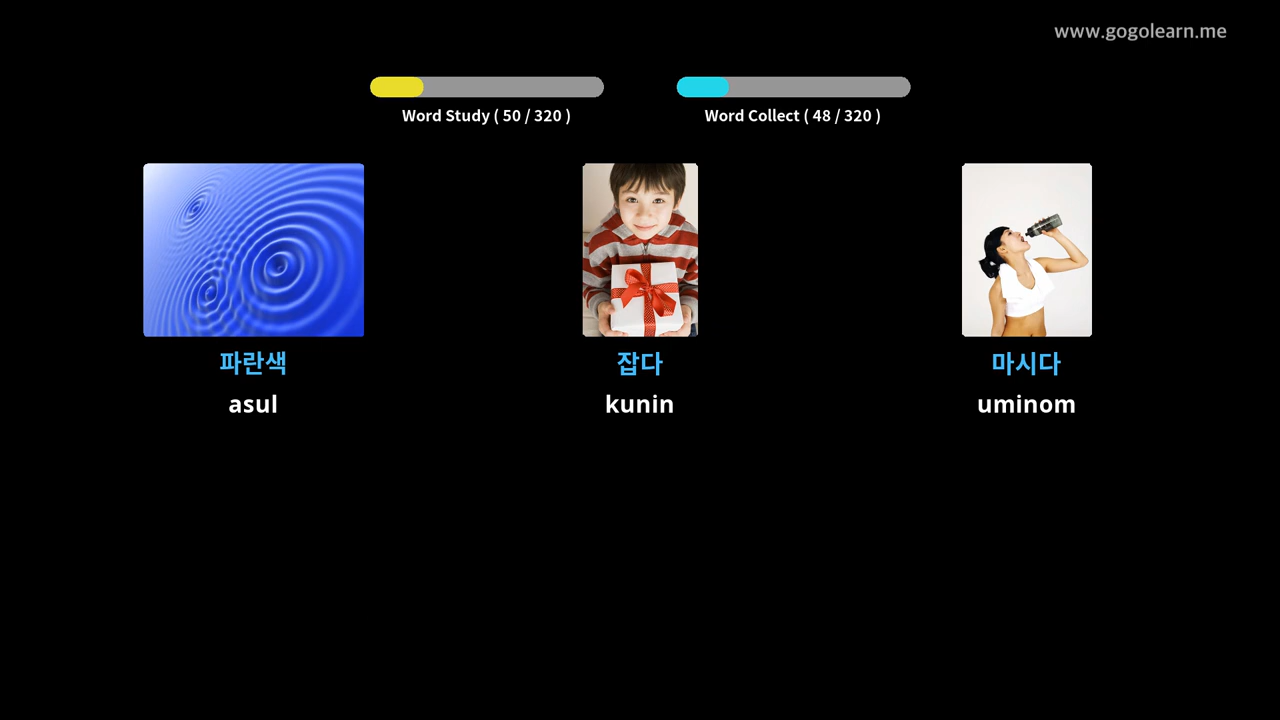 www.gogolearn.me
Word Study ( 50 / 320 )
Word Collect ( 48 / 320 )
파란색
잡다
마시다
asul
kunin
uminom